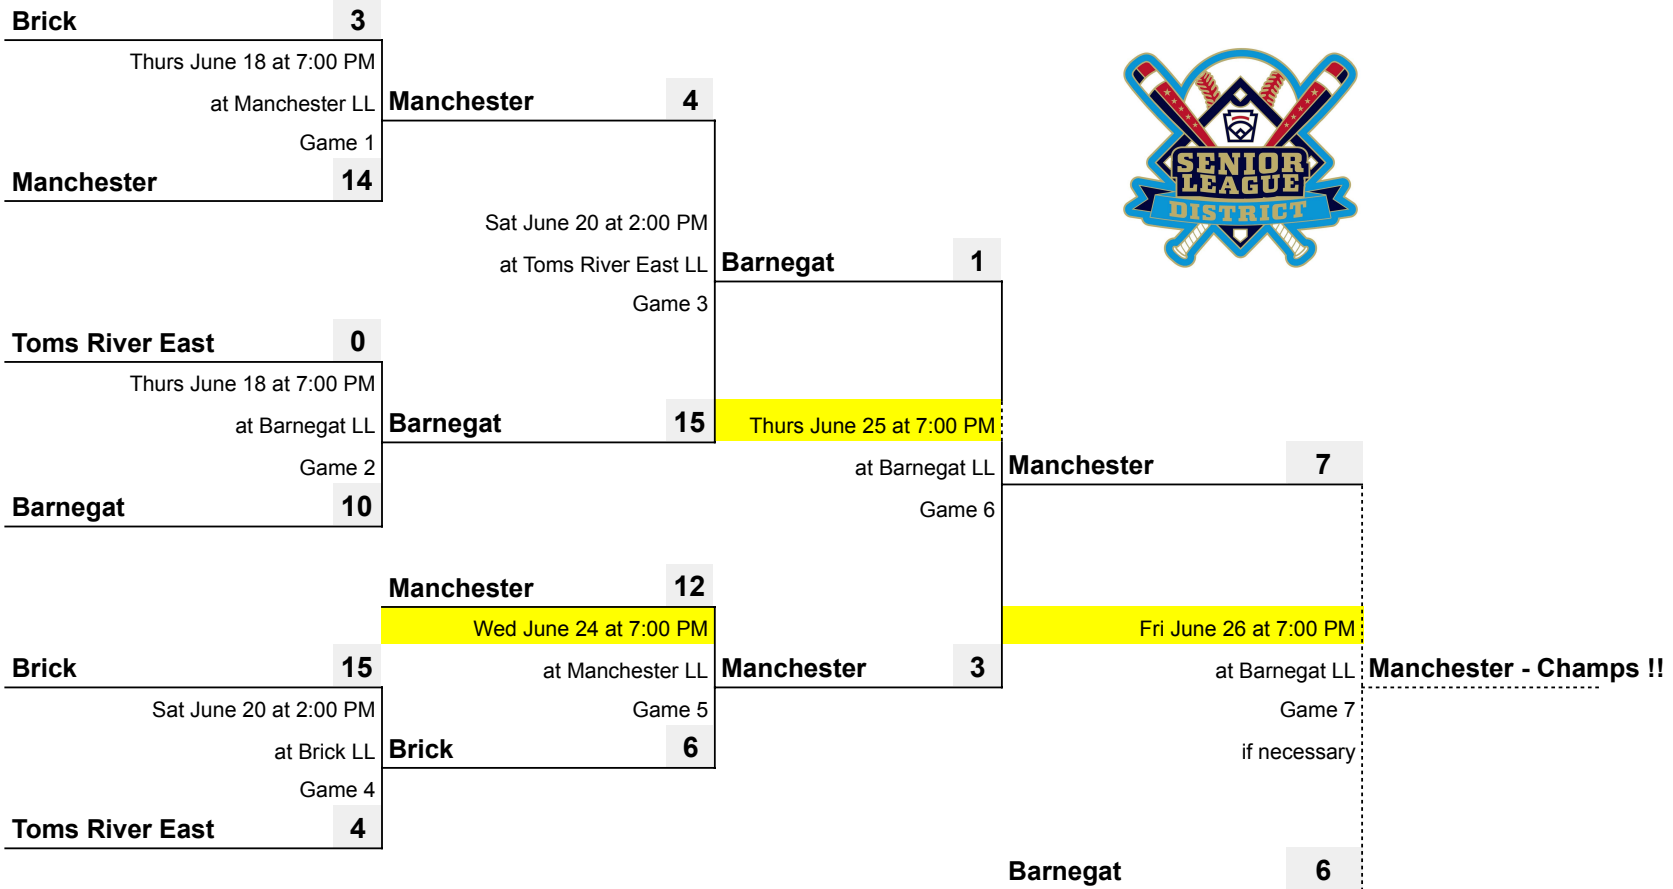 Brick 3
Thurs June 18 at 7:00 PM
at Manchester LL
Game 1
Manchester 14
Manchester 4
Sat June 20 at 2:00 PM
at Toms River East LL
Game 3
Toms River East 0
Thurs June 18 at 7:00 PM
at Barnegat LL
Game 2
Barnegat 10
Barnegat 15
Barnegat 1
Thurs June 25 at 7:00 PM
at Barnegat LL
Game 6
Manchester 12
Wed June 24 at 7:00 PM
at Manchester LL
Game 5
Brick 6
Brick 15
Sat June 20 at 2:00 PM
at Brick LL
Game 4
Toms River East 4
Manchester 3
Manchester 7
Fri June 26 at 7:00 PM
at Barnegat LL
Game 7
if necessary
Barnegat 6
Manchester - Champs !!
SENIOR
LEAGUE
DISTRICT